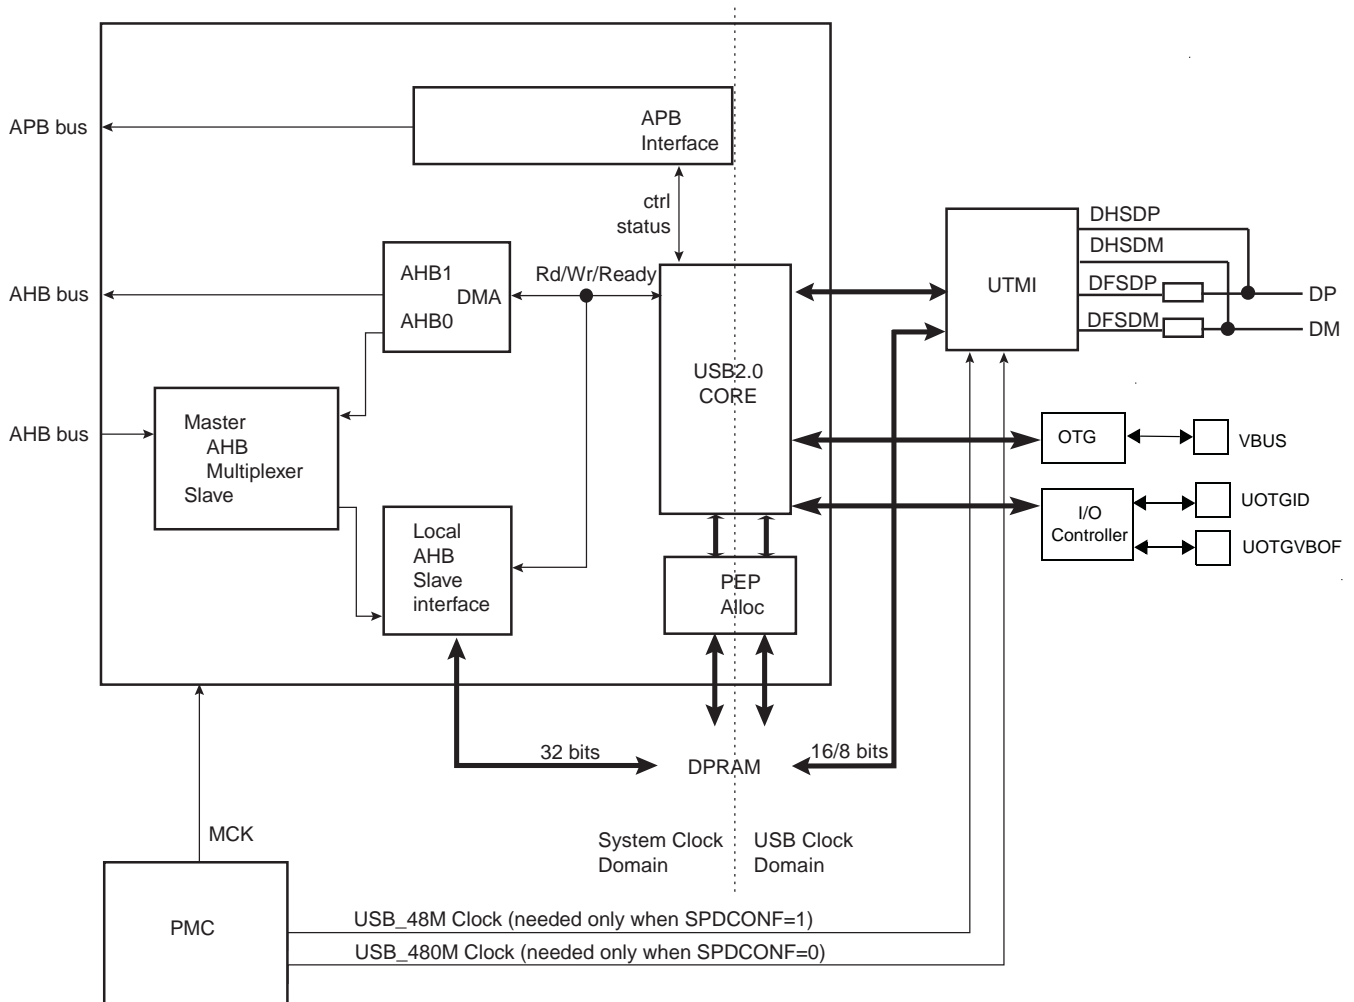 APB bus
APB
Interface
ctrl
status
AHB1
DMA
AHB0
Rd/Wr/Ready
AHB bus
AHB bus
Master
AHB
Multiplexer
Slave
Local
AHB
Slave
interface
USB2.0
CORE
PEP
Alloc
UTMI
DHSDP
DHSDM
DFSDP
DFSDM
DP
DM
OTG
VBUS
I/O
Controller
UOTGID
UOTGVBOF
32 bits
DPRAM
16/8 bits
MCK
System Clock
Domain
USB Clock
Domain
PMC
USB_48M Clock (needed only when SPDCONF=1)
USB_480M Clock (needed only when SPDCONF=0)